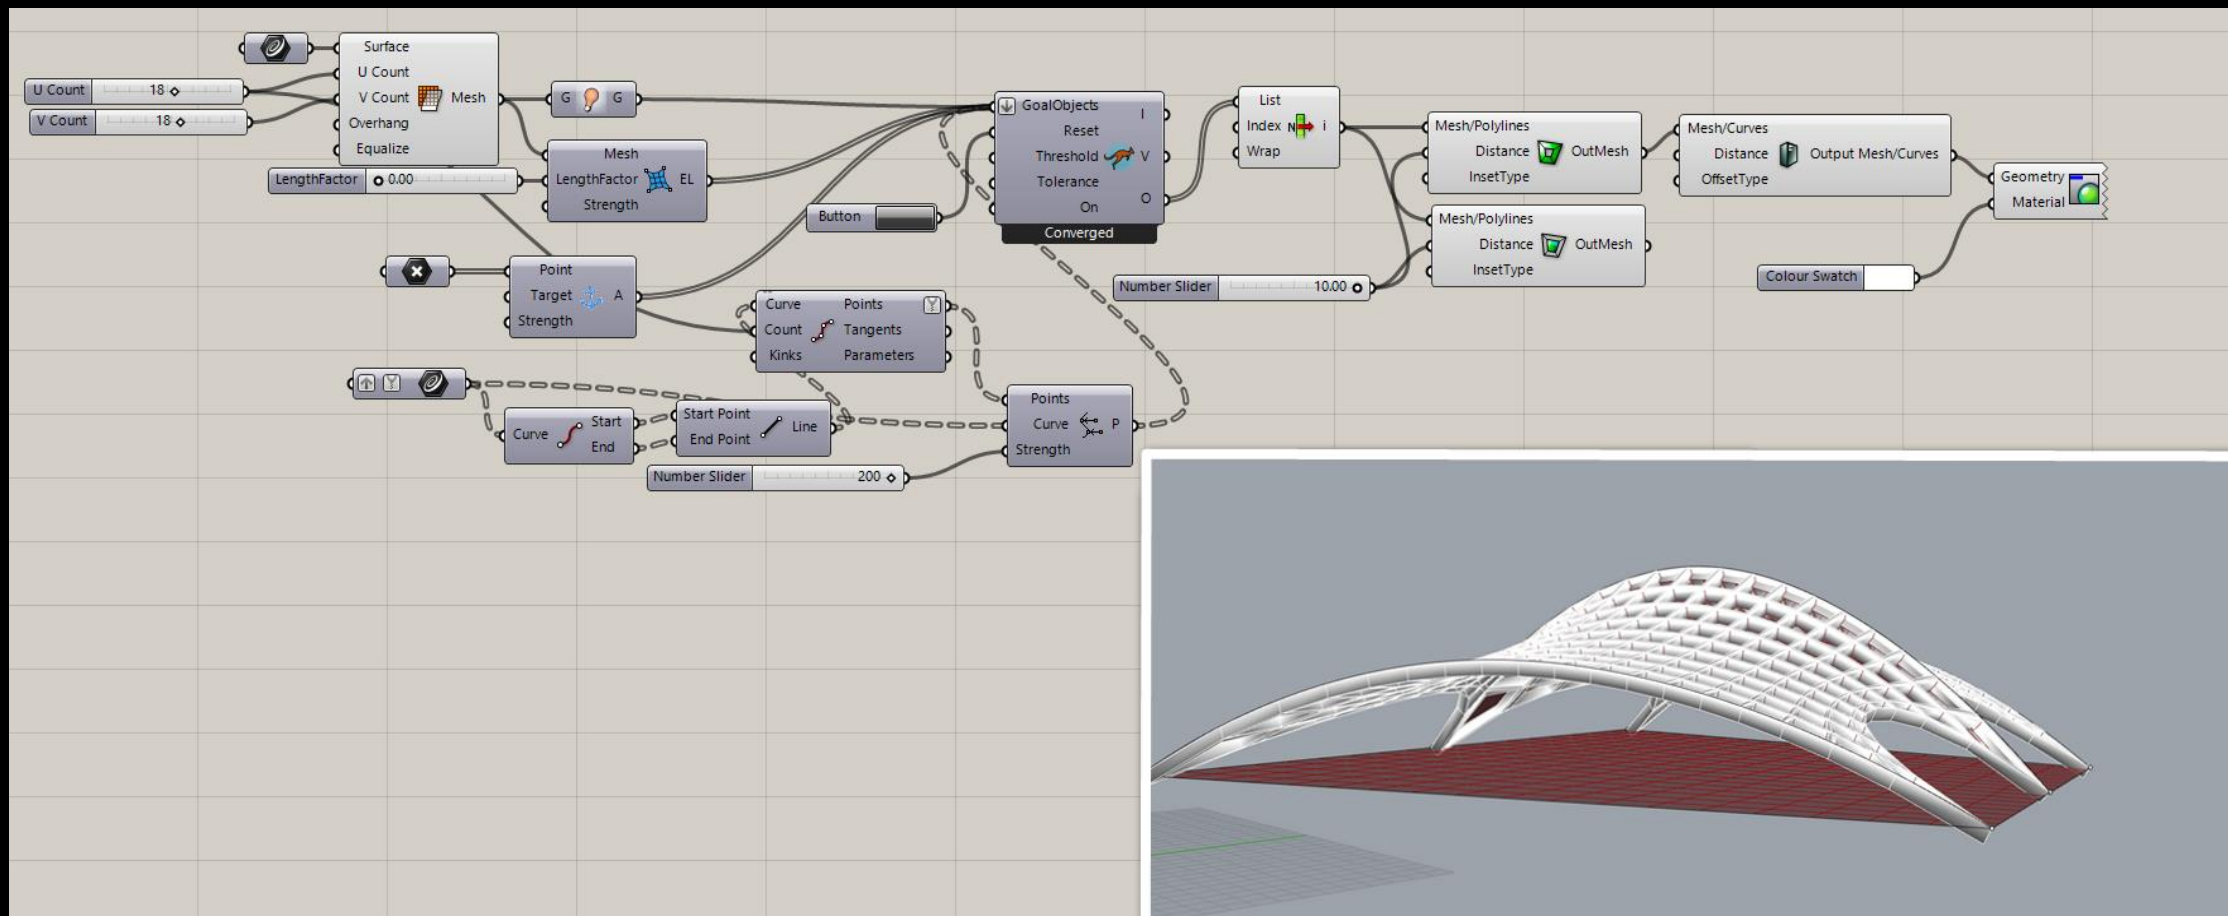 Surface
U Count
V Count
Mesh
Overhang
Equalize
U Count 18
V Count 18
G G
LengthFactor 0.00
Mesh
LengthFactor EL
Strength
Point
Target A
Strength
Button
GoalObjects
I
Reset
Threshold V
Tolerance
O
On
Converged
List
Index N i
Wrap
Mesh/Polylines
Distance OutMesh
InsetType
Mesh/Polylines
Distance OutMesh
InsetType
Number Slider 10.00
Mesh/Curves
Distance Output Mesh/Curves
OffsetType
Geometry
Material
Colour Swatch
Curve Points
Count Tangents
Kinks Parameters
Curve Start
End
Start Point
End Point Line
Number Slider 200
Points
Curve P
Strength